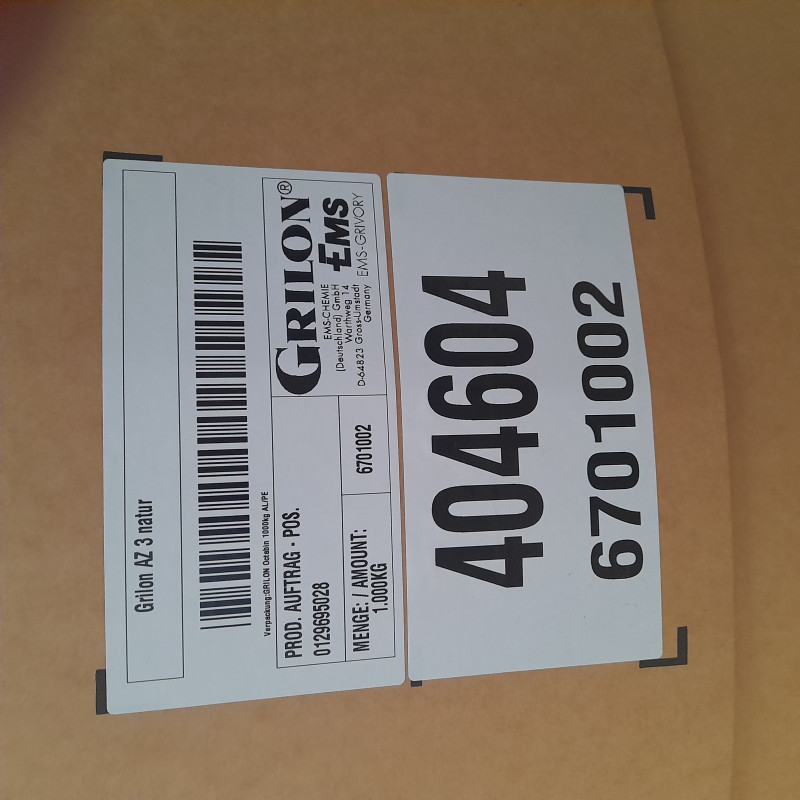 Grilon AZ 3 natur
Verpackung:GRILON Octabin 1000kg AL/PE
PROD. AUFTRAG - POS.
0129695028
MENGE: / AMOUNT:
1.000KG
6701002
GRILON®
EMS-CHEMIE
(Deutschland) GmbH
Warthweg 14
D-64823 Gross-Umstadt
Germany
EMS
EMS-GRIVORY
404604
6701002